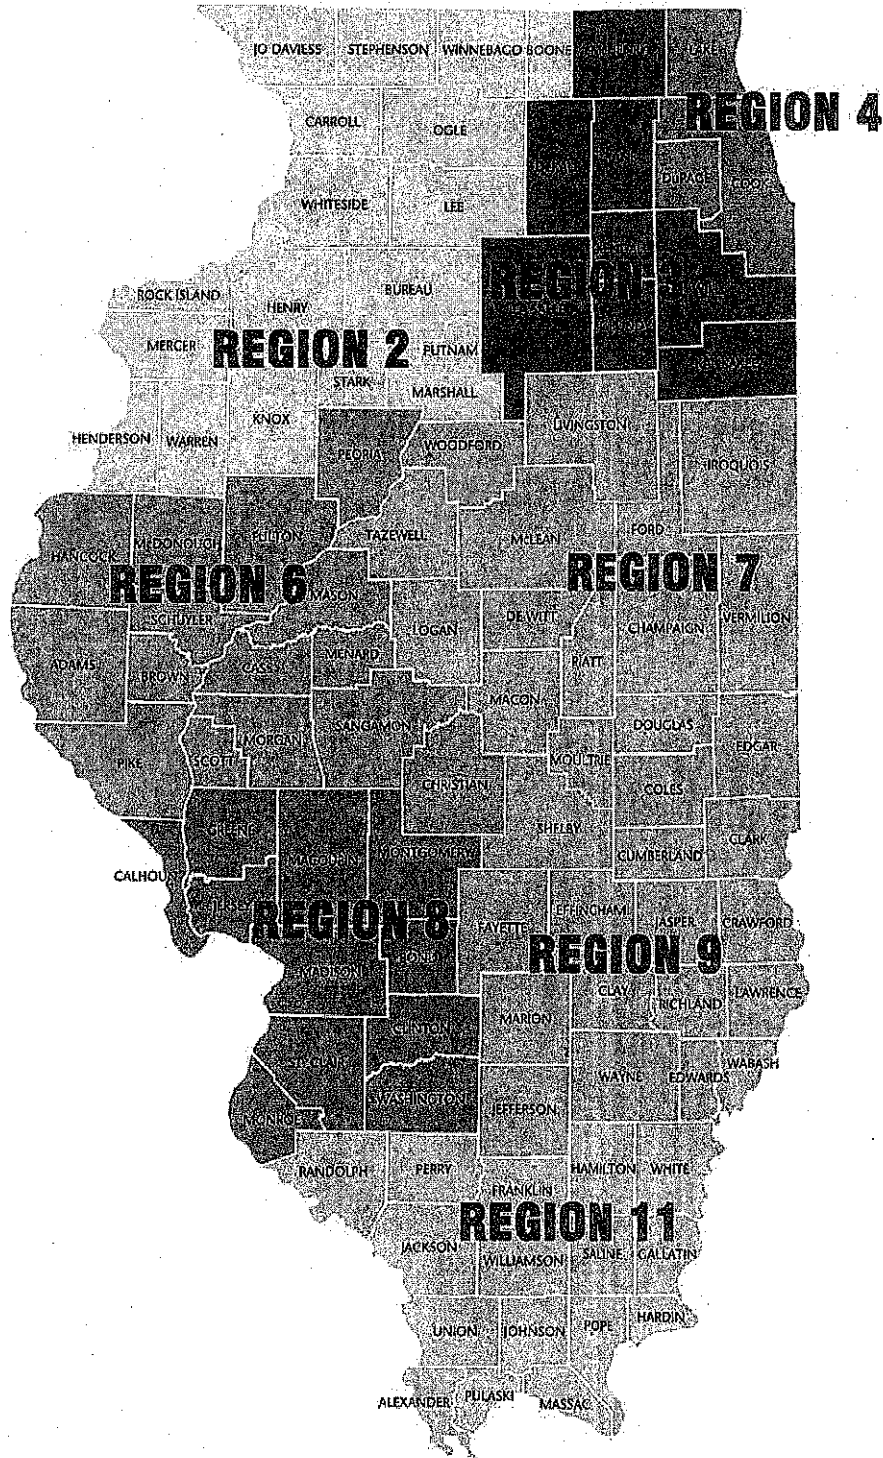 JO DAVIESS STEPHENSON WINNEBAGO BOONE
LAKE
REGION 4
CARROLL OGLE
DUPAGE COOK
WHITESIDE LEE
REGION
ROCK ISLAND HENRY BUREAU
MERCER REGION 2 PUTNAM
STARK MARSHALL
HENDERSON WARREN KNOX
PEORIA WOODFORD LIVINGSTON
IROQUOIS
HANCOCK McDONOUGH FULTON TAZEWELL McLEAN FORD
REGION 6 REGION 7
MASON
SCHUYLER LOGAN DE WITT CHAMPAIGN VERMILION
ADAMS BROWN CASS MENARD PIATT
MACON
PIKE SCOTT MORGAN SANGAMON DOUGLAS EDGAR
CHRISTIAN MOULTRIE COLES
GREENE MACOUPIN MONTGOMERY SHELBY CUMBERLAND CLARK
CALHOUN
JERSEY REGION 8 FAYETTE EFFINGHAM JASPER CRAWFORD
REGION 9
MADISON BOND
CLAY RICHLAND LAWRENCE
CLINTON MARION
ST. CLAIR WAYNE EDWARDS WABASH
WASHINGTON JEFFERSON
MONROE
RANDOLPH PERRY HAMILTON WHITE
FRANKLIN
REGION 11
JACKSON WILLIAMSON SALINE GALLATIN
UNION JOHNSON POPE HARDIN
ALEXANDER PULASKI MASSAC